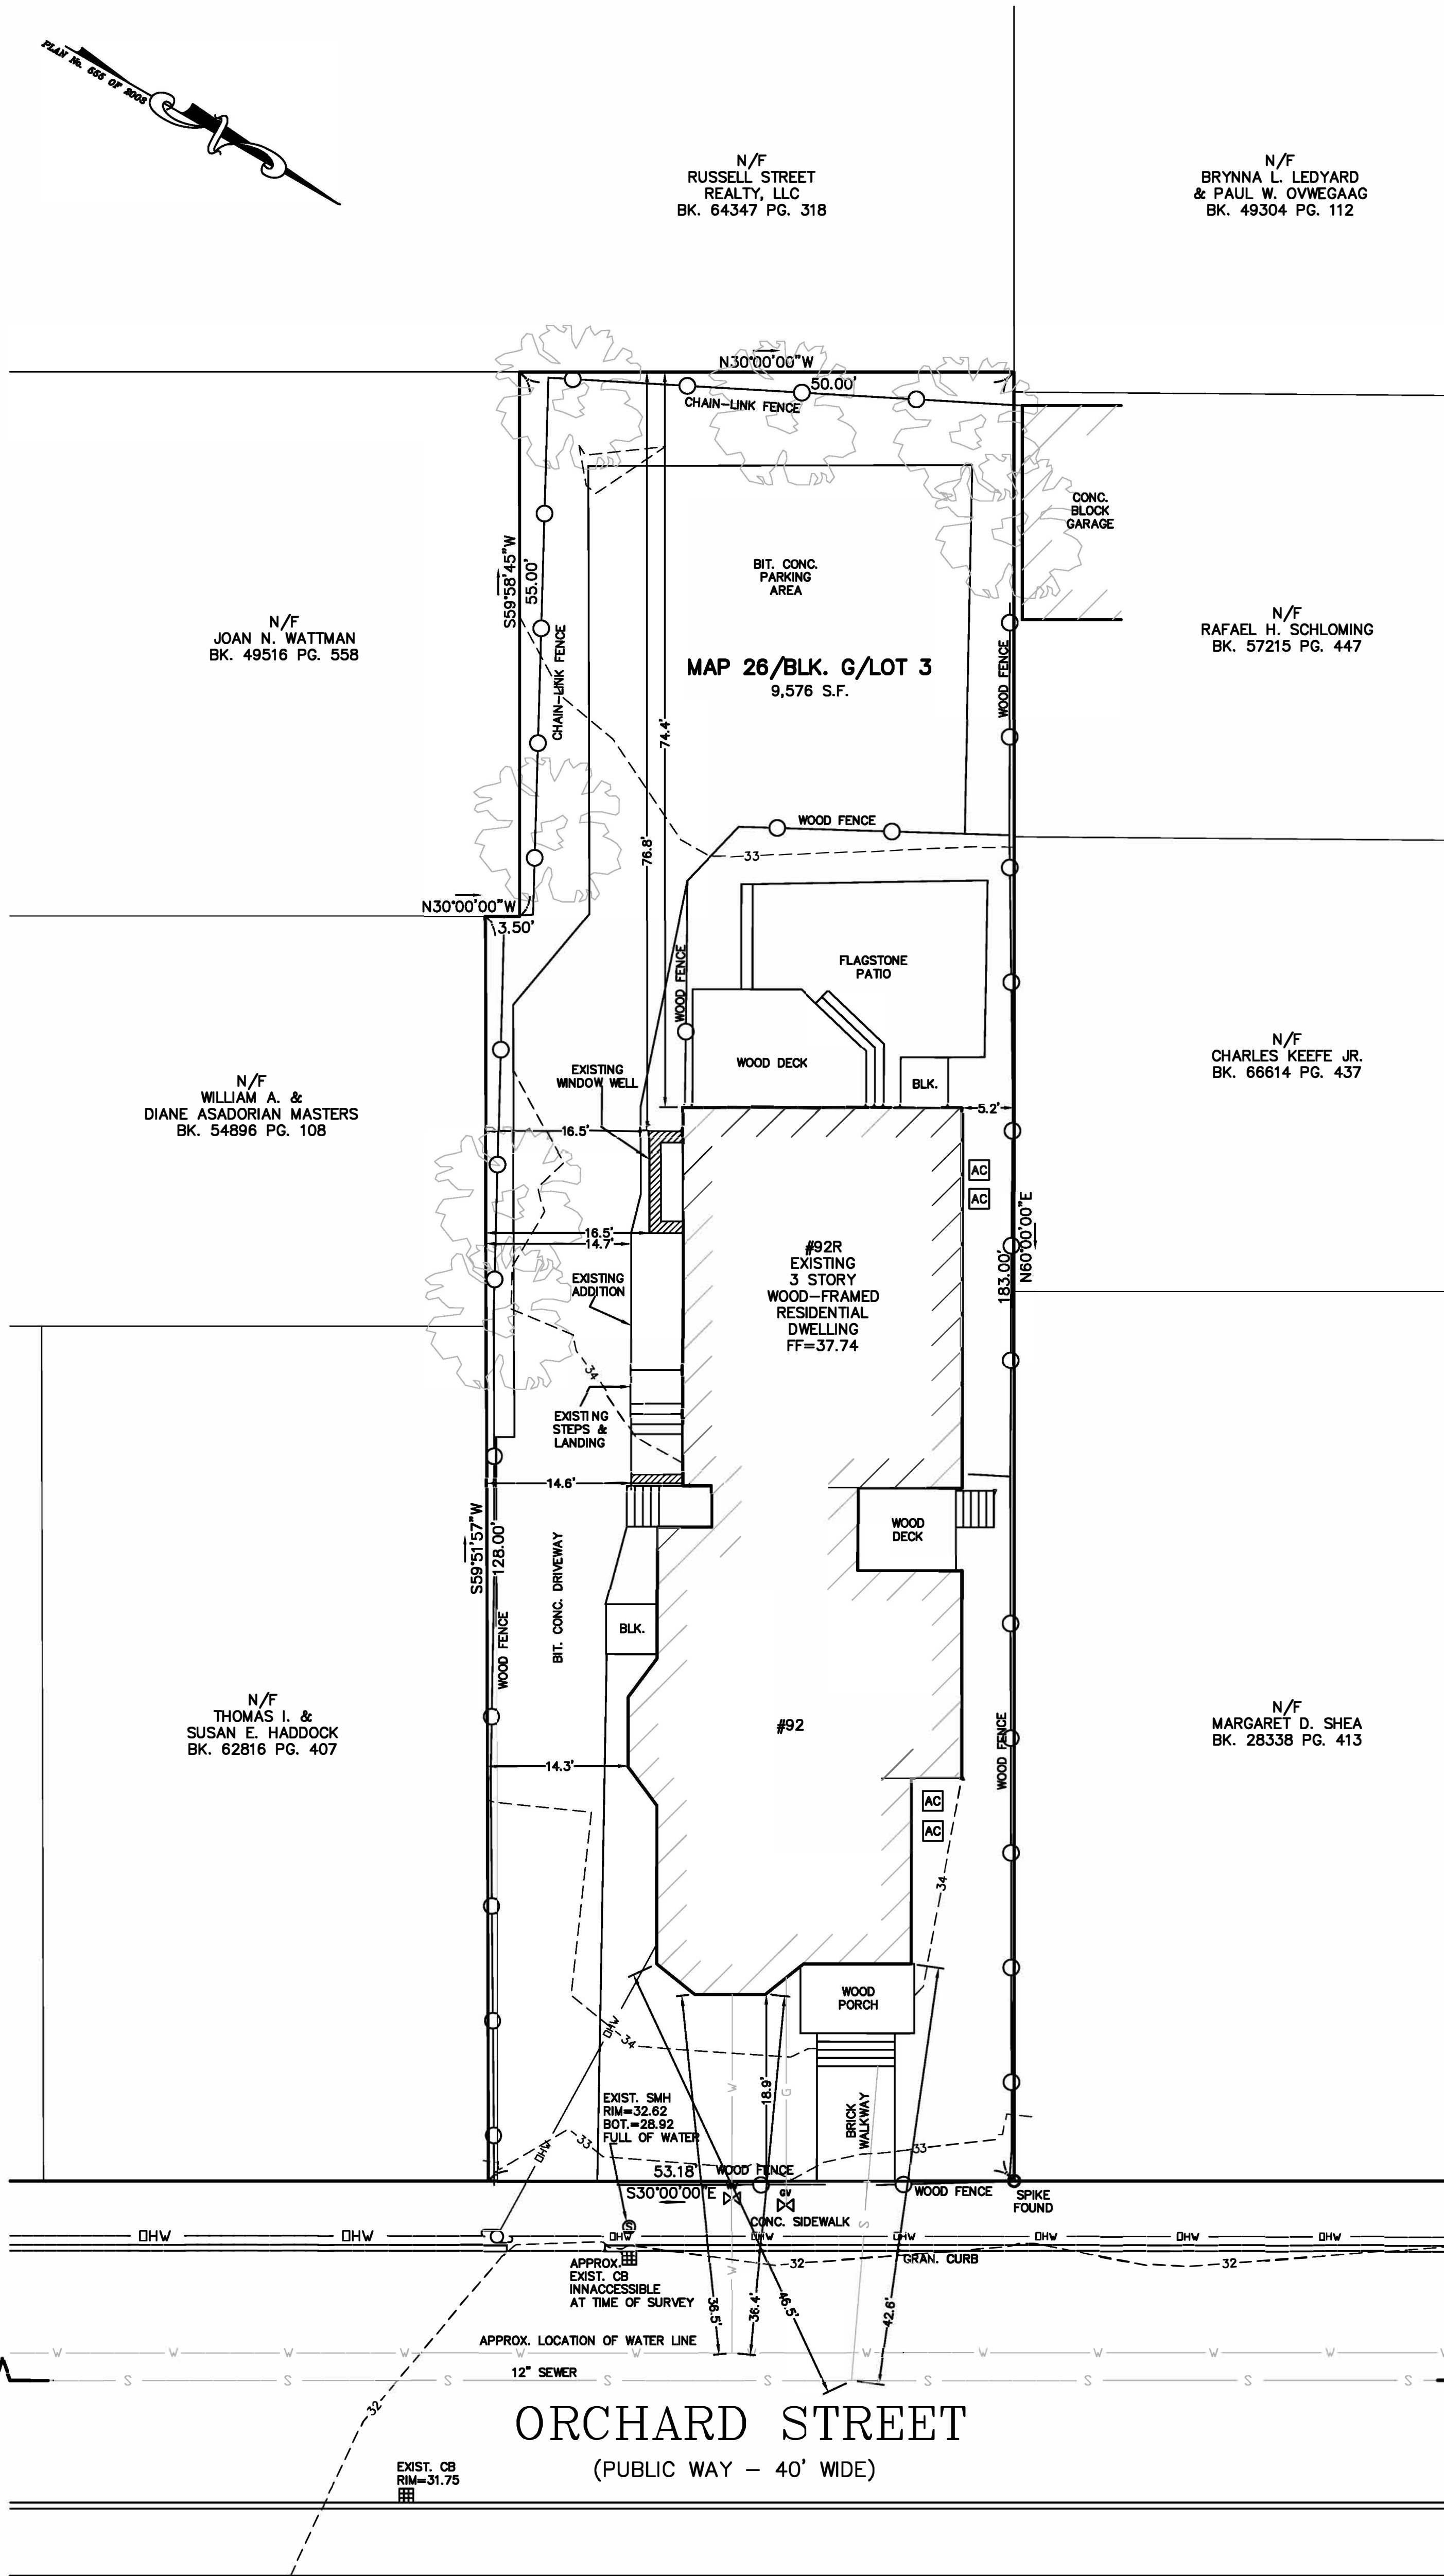 PLAN No. 555 OF 2003
N/F
RUSSELL STREET
REALTY, LLC
BK. 64347 PG. 318
N/F
BRYNNA L. LEDYARD
& PAUL W. OVWEGAAG
BK. 49304 PG. 112
N30°00'00"W
50.00'
CHAIN-LINK FENCE
CONC.
BLOCK
GARAGE
S59°58'45"W
55.00'
CHAIN-LINK FENCE
BIT. CONC.
PARKING
AREA
N/F
JOAN N. WATTMAN
BK. 49516 PG. 558
N/F
RAFAEL H. SCHLOMING
BK. 57215 PG. 447
MAP 26/BLK. G/LOT 3
9,576 S.F.
WOOD FENCE
74.4'
76.8'
WOOD FENCE
33
N30°00'00"W
3.50'
WOOD FENCE
FLAGSTONE
PATIO
WOOD DECK
BLK.
N/F
CHARLES KEEFE JR.
BK. 66614 PG. 437
N/F
WILLIAM A. &
DIANE ASADORIAN MASTERS
BK. 54896 PG. 108
EXISTING
WINDOW WELL
5.2'
16.5'
AC
AC
16.5'
14.7'
#92R
EXISTING
3 STORY
WOOD-FRAMED
RESIDENTIAL
DWELLING
FF=37.74
N60°00'00"E
183.00'
EXISTING
ADDITION
34
EXISTING
STEPS &
LANDING
14.6'
WOOD
DECK
S59°51'57"W
128.00'
BIT. CONC. DRIVEWAY
WOOD FENCE
BLK.
N/F
THOMAS I. &
SUSAN E. HADDOCK
BK. 62816 PG. 407
#92
N/F
MARGARET D. SHEA
BK. 28338 PG. 413
WOOD FENCE
14.3'
AC
AC
34
WOOD
PORCH
OHW
34
W
G
18.9'
BRICK
WALKWAY
EXIST. SMH
RIM=32.62
BOT.=28.92
FULL OF WATER
33
OHW
33
53.18'
WOOD FENCE
S30°00'00"E
GV
WOOD FENCE
SPIKE
FOUND
CONC. SIDEWALK
S
OHW OHW OHW OHW OHW OHW OHW OHW
GRAN. CURB
32
32
APPROX.
EXIST. CB
INNACCESSIBLE
AT TIME OF SURVEY
W
36.5'
36.4'
46.5'
42.6'
APPROX. LOCATION OF WATER LINE
W W W W W W W W W W W W
12" SEWER
S S S S S S S S
32
ORCHARD STREET
(PUBLIC WAY - 40' WIDE)
EXIST. CB
RIM=31.75